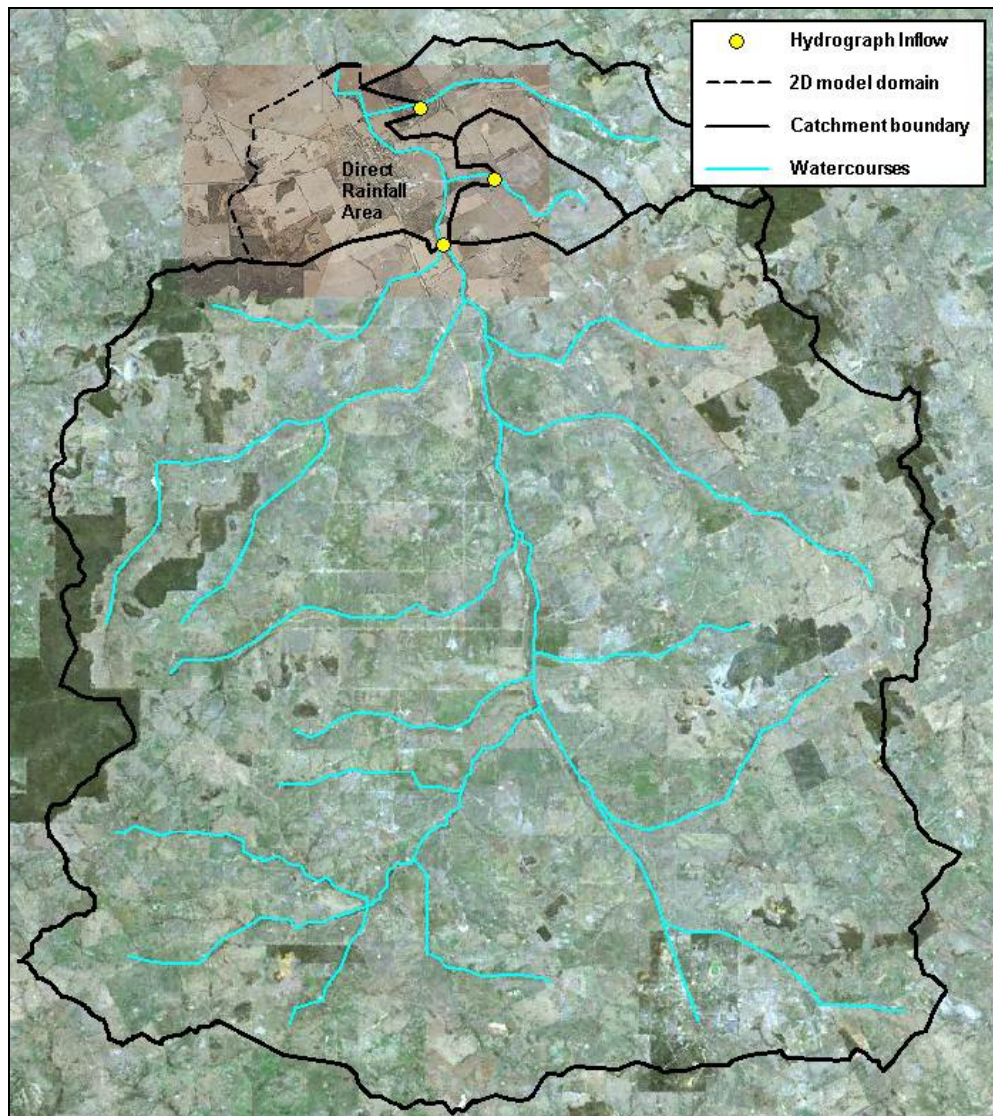 Hydrograph Inflow
2D model domain
Catchment boundary
Watercourses
Direct
Rainfall
Area